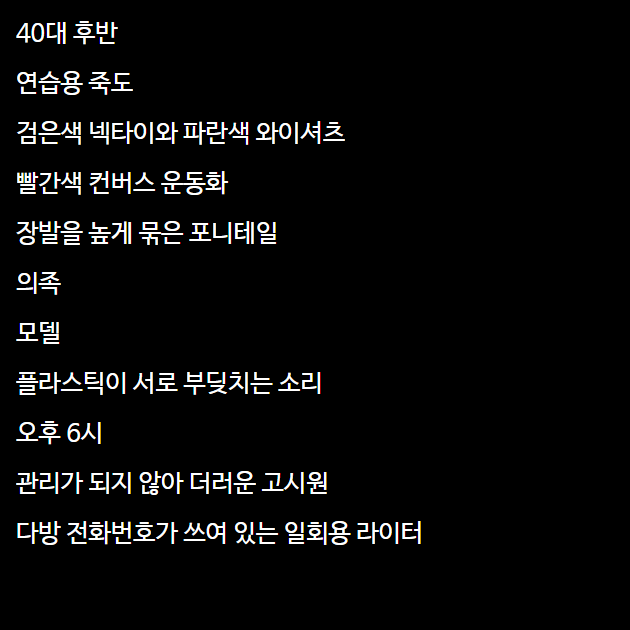 40대 후반
연습용 죽도
검은색 넥타이와 파란색 와이셔츠
빨간색 컨버스 운동화
장발을 높게 묶은 포니테일
의족
모델
플라스틱이 서로 부딪치는 소리
오후 6시
관리가 되지 않아 더러운 고시원
다방 전화번호가 쓰여 있는 일회용 라이터